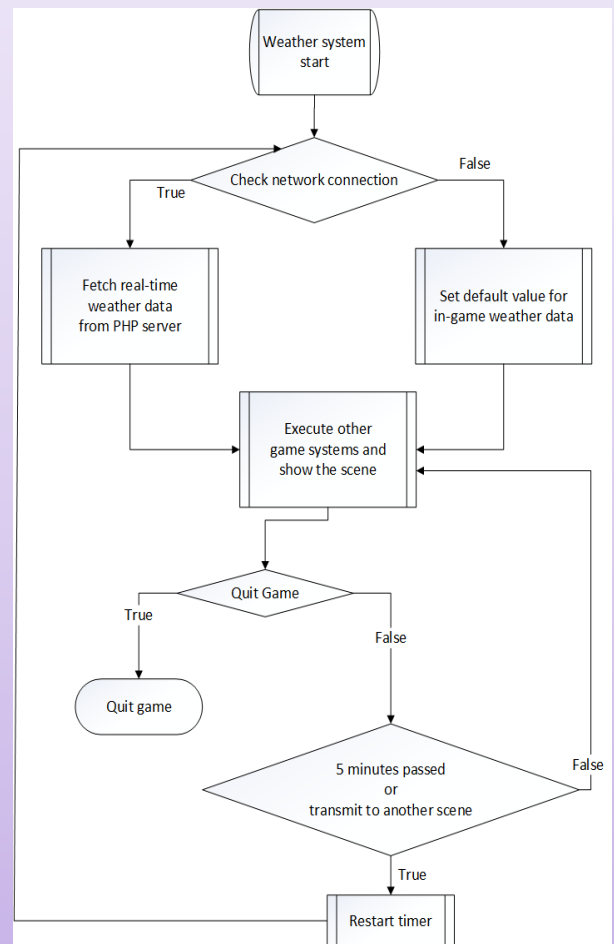 Weather system
start
Check network connection
False
True
Fetch real-time
weather data
from PHP server
Set default value for
in-game weather data
Execute other
game systems and
show the scene
Quit Game
True
False
Quit game
5 minutes passed
or
transmit to another scene
False
True
Restart timer